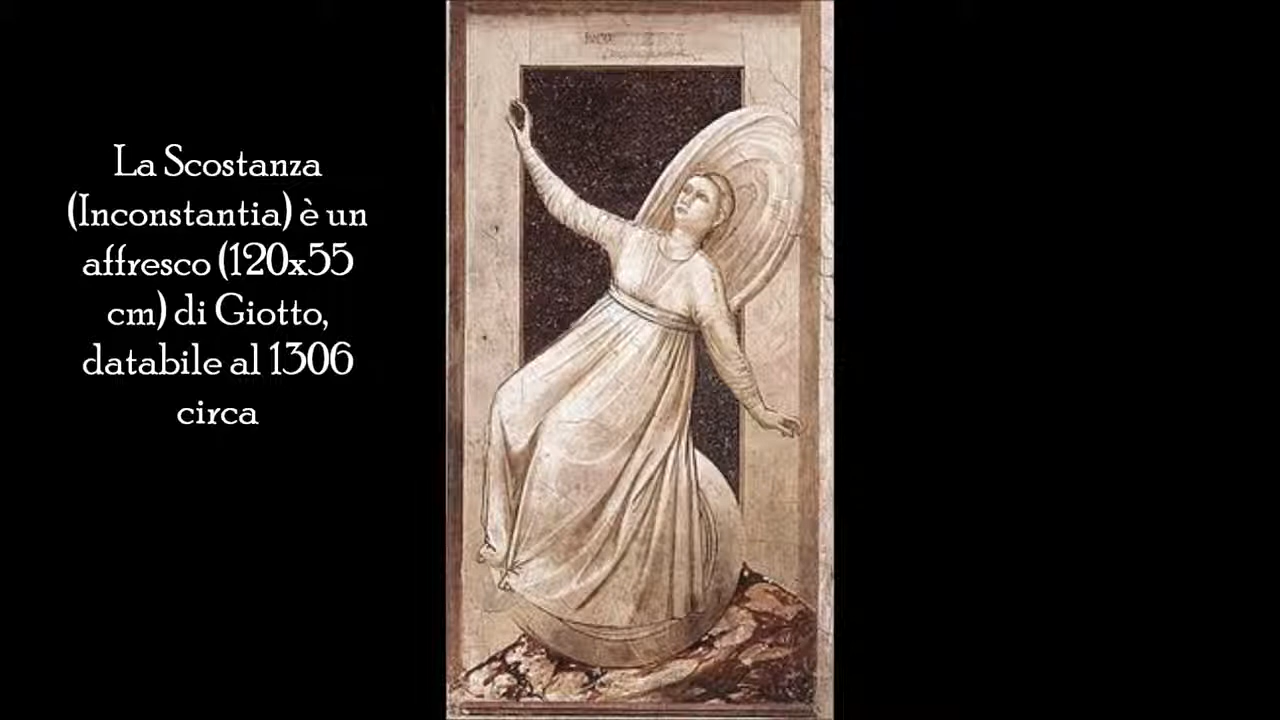 La Scostanza
(Inconstantia) è un
affresco (120x55
cm) di Giotto,
databile al 1306
circa